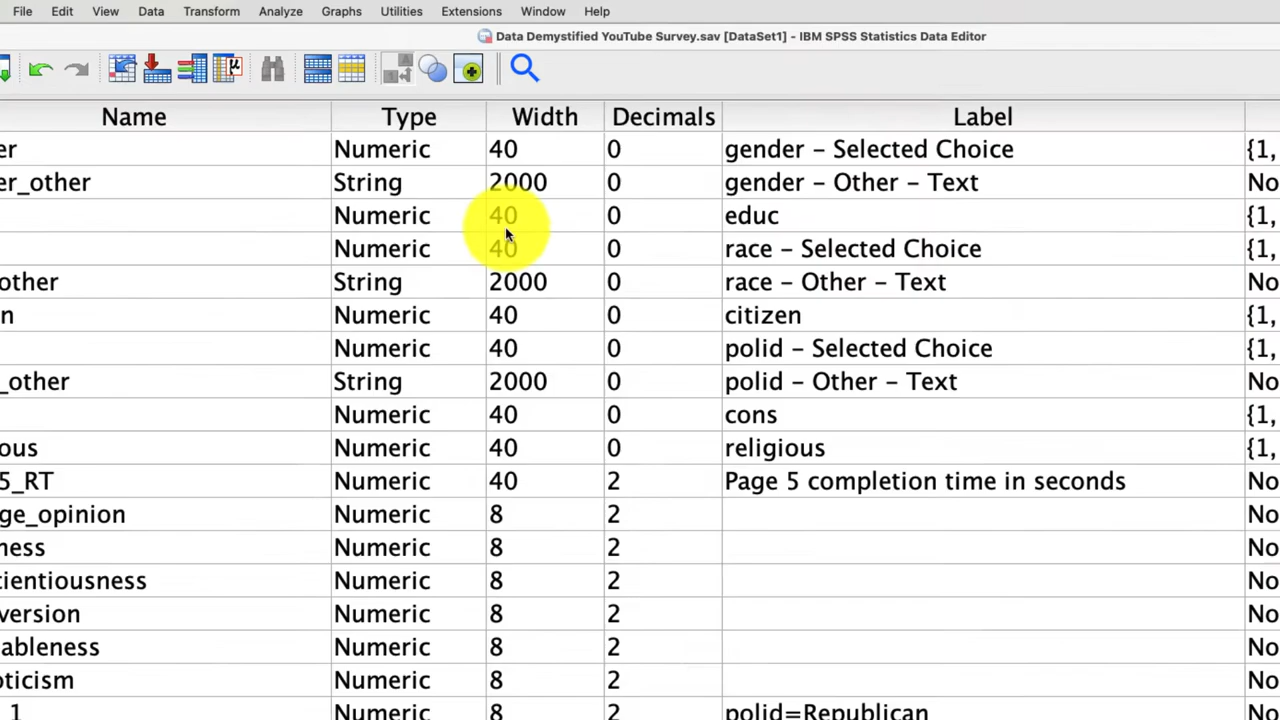 File Edit View Data Transform Analyze Graphs Utilities Extensions Window Help
Data Demystified YouTube Survey.sav [DataSet1] - IBM SPSS Statistics Data Editor
Name Type Width Decimals Label
er Numeric 40 0 gender - Selected Choice {1,
er_other String 2000 0 gender - Other - Text No
Numeric 40 0 educ {1,
Numeric 40 0 race - Selected Choice {1,
other String 2000 0 race - Other - Text No
n Numeric 40 0 citizen {1,
Numeric 40 0 polid - Selected Choice {1,
_other String 2000 0 polid - Other - Text No
Numeric 40 0 cons {1,
ous Numeric 40 0 religious {1,
5_RT Numeric 40 2 Page 5 completion time in seconds No
ge_opinion Numeric 8 2 No
ness Numeric 8 2 No
cientiousness Numeric 8 2 No
version Numeric 8 2 No
ableness Numeric 8 2 No
oticism Numeric 8 2 No
_1 Numeric 8 2 polid=Republican No